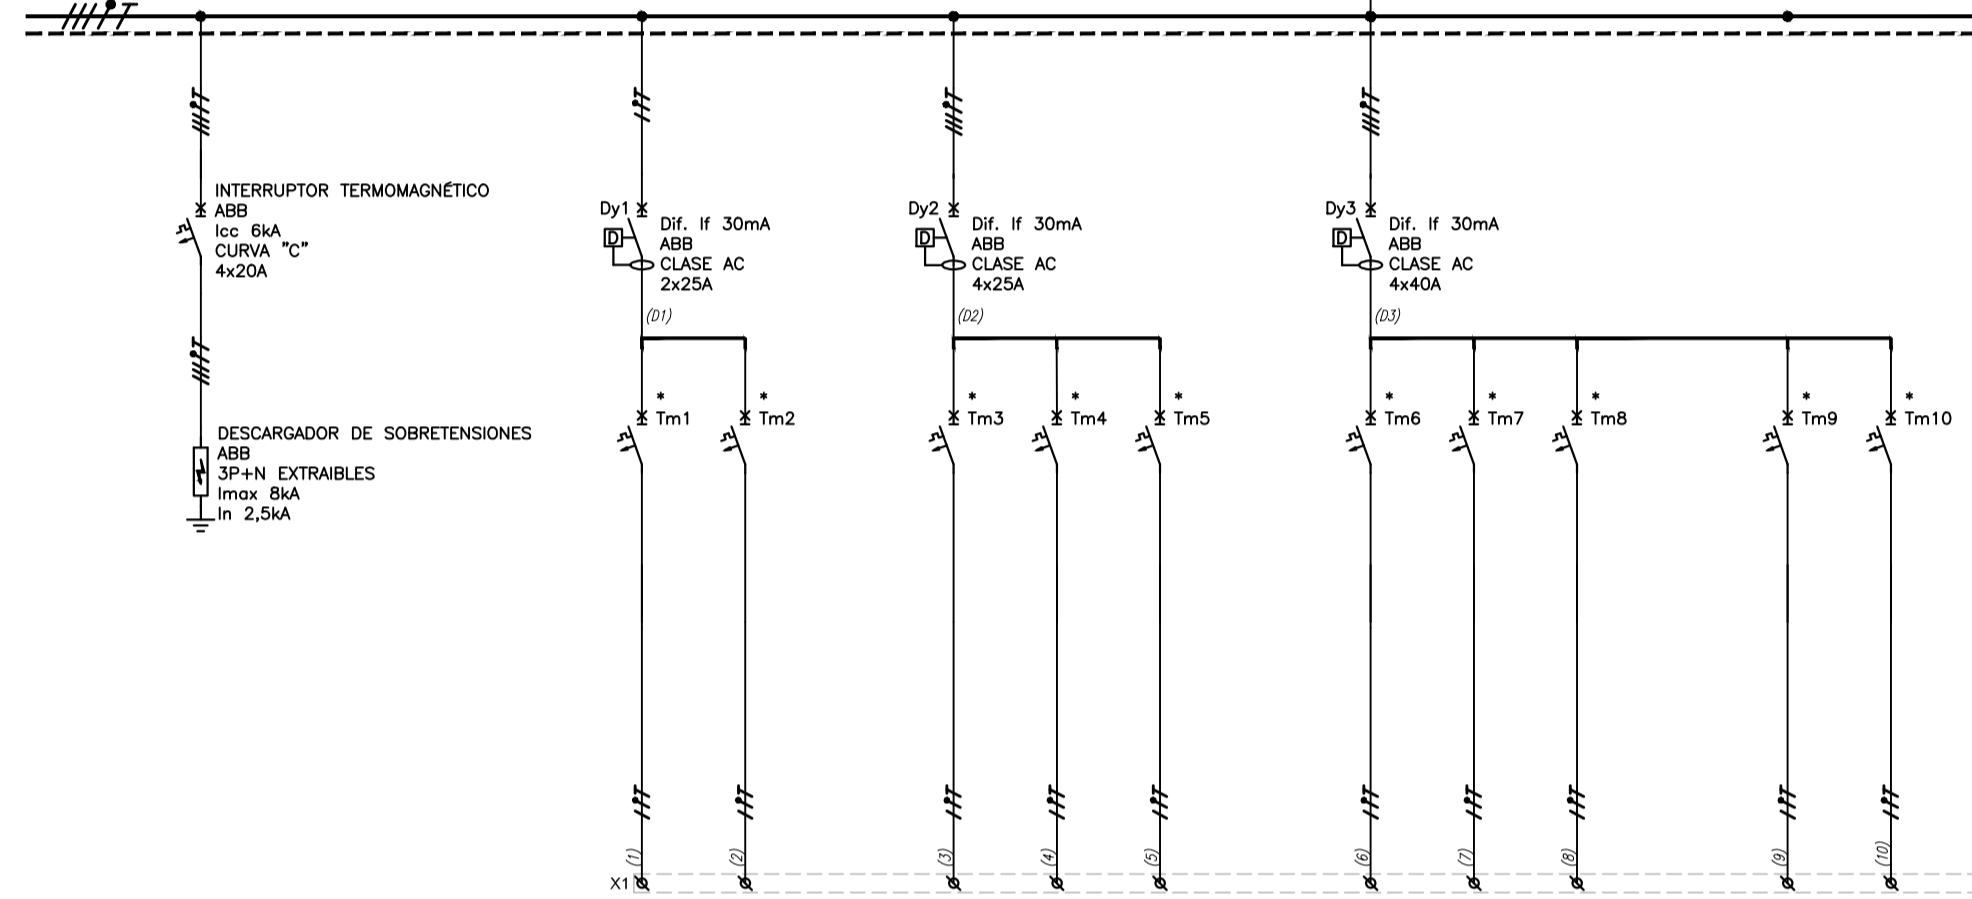 INTERRUPTOR TERMOMAGNÉTICO
ABB
Icc 6kA
CURVA "C"
4x20A
DESCARGADOR DE SOBRETENSIONES
ABB
3P+N EXTRAIBLES
Imax 8kA
In 2,5kA
Dy1
D
Dif. If 30mA
ABB
CLASE AC
2x25A
(D1)
Dy2
D
Dif. If 30mA
ABB
CLASE AC
4x25A
(D2)
Dy3
D
Dif. If 30mA
ABB
CLASE AC
4x40A
(D3)
* * * * * * * * * *
Tm1 Tm2 Tm3 Tm4 Tm5 Tm6 Tm7 Tm8 Tm9 Tm10
(1) (2) (3) (4) (5) (6) (7) (8) (9) (10)
X1